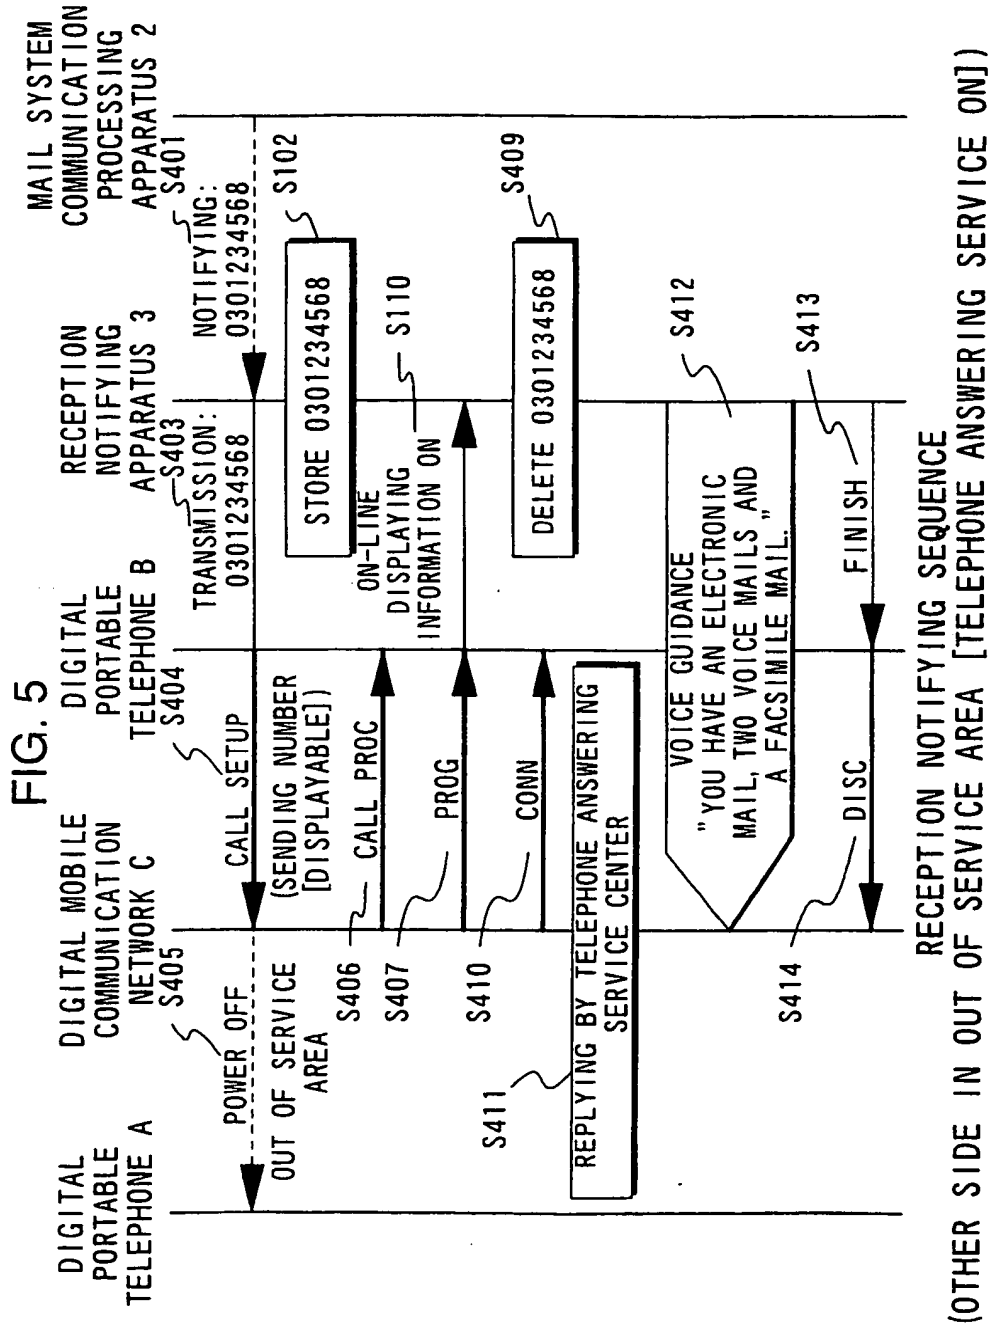 FIG. 5
DIGITAL
PORTABLE
TELEPHONE A
DIGITAL MOBILE
COMMUNICATION
NETWORK C
DIGITAL
PORTABLE
TELEPHONE B
RECEPTION
NOTIFYING
APPARATUS 3
MAIL SYSTEM
COMMUNICATION
PROCESSING
APPARATUS 2
S405
POWER OFF
OUT OF SERVICE
AREA
S404
CALL SETUP
(SENDING NUMBER
[DISPLAYABLE])
S403
TRANSMISSION:
0301234568
S401
NOTIFYING:
0301234568
STORE 0301234568
S102
S406
CALL PROC
ON-LINE
DISPLAYING
INFORMATION ON
S110
S407
PROG
S410
CONN
DELETE 0301234568
S409
S411
REPLYING BY TELEPHONE ANSWERING
SERVICE CENTER
VOICE GUIDANCE
"YOU HAVE AN ELECTRONIC
MAIL, TWO VOICE MAILS AND
A FACSIMILE MAIL."
S412
S414
DISC
FINISH
S413
RECEPTION NOTIFYING SEQUENCE
(OTHER SIDE IN OUT OF SERVICE AREA [TELEPHONE ANSWERING SERVICE ON])